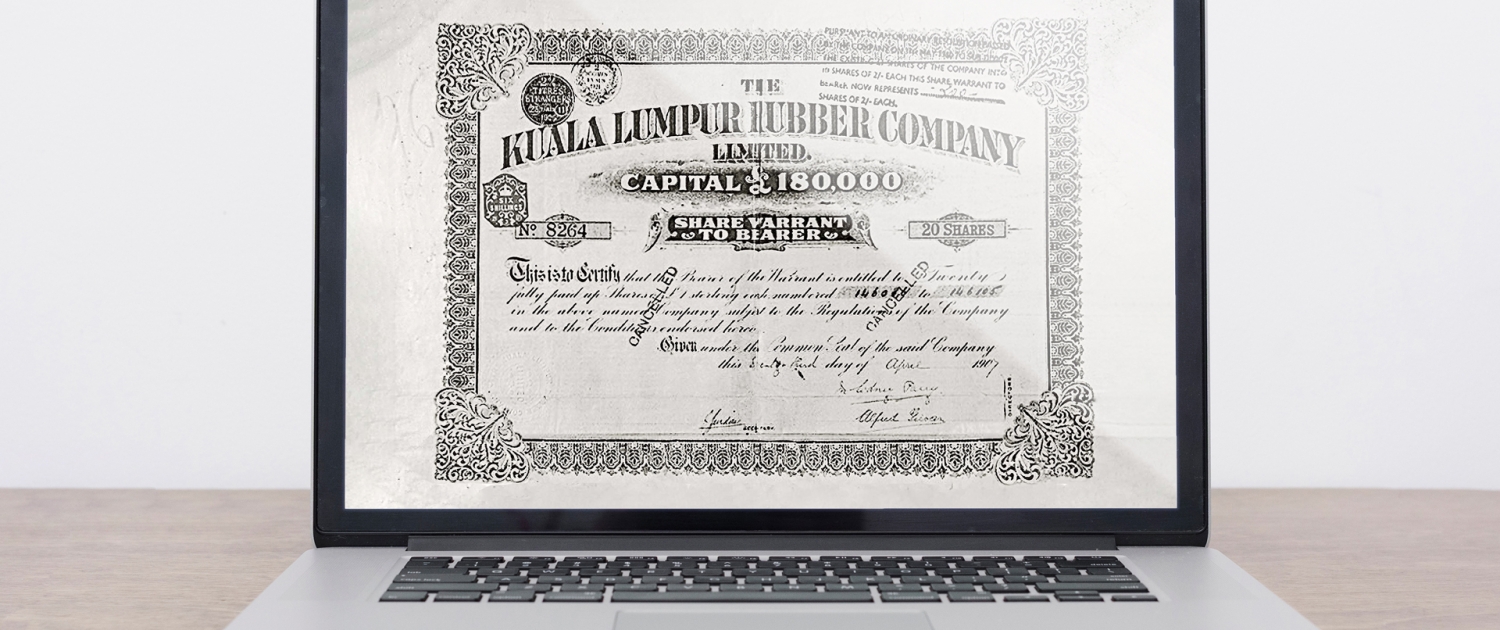 PURSUANT TO AN
THE COMPANY
SHARES OF THE COMPANY INTO
10 SHARES OF 2/- EACH THIS SHARE WARRANT TO
beaRer NOW REPRESENTS
SHARES OF 2/- EACH.
THE
KUALA LUMPUR RUBBER COMPANY
LIMITED.
CAPITAL £180,000
SIX
SHILLINGS
SHARE WARRANT
TO BEARER
Nº 8264
20 SHARES
This is to Certify that the Bearer of the Warrant is entitled to Twenty
fully paid up Shares of £1 sterling each numbered to 146105
in the above named Company subject to the Regulations of the Company
and to the Conditions endorsed hereon.
CANCELLED
CANCELLED
Given under the Common Seal of the said Company
this day of April 1907
DIRECTORS
Alfred